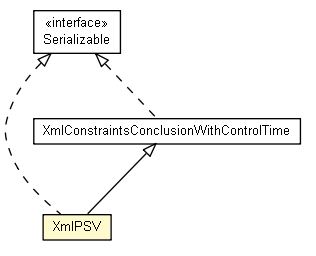 «interface»
Serializable
XmlConstraintsConclusionWithControlTime
XmlPSV